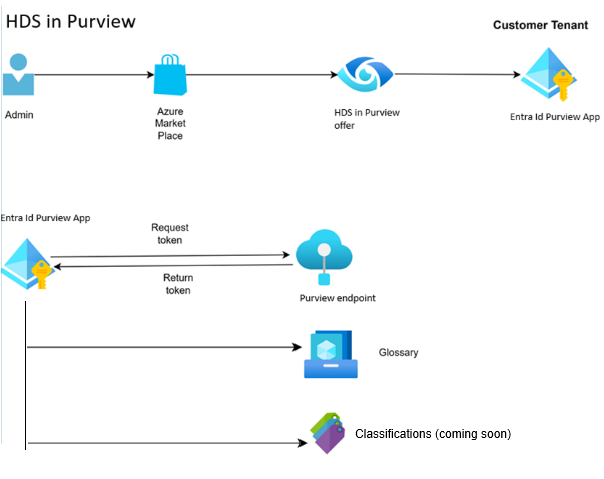 HDS in Purview
Customer Tenant
Admin
Azure
Market
Place
HDS in Purview
offer
Entra Id Purview App
Entra Id Purview App
Request
token
Return
token
Purview endpoint
Glossary
Classifications (coming soon)